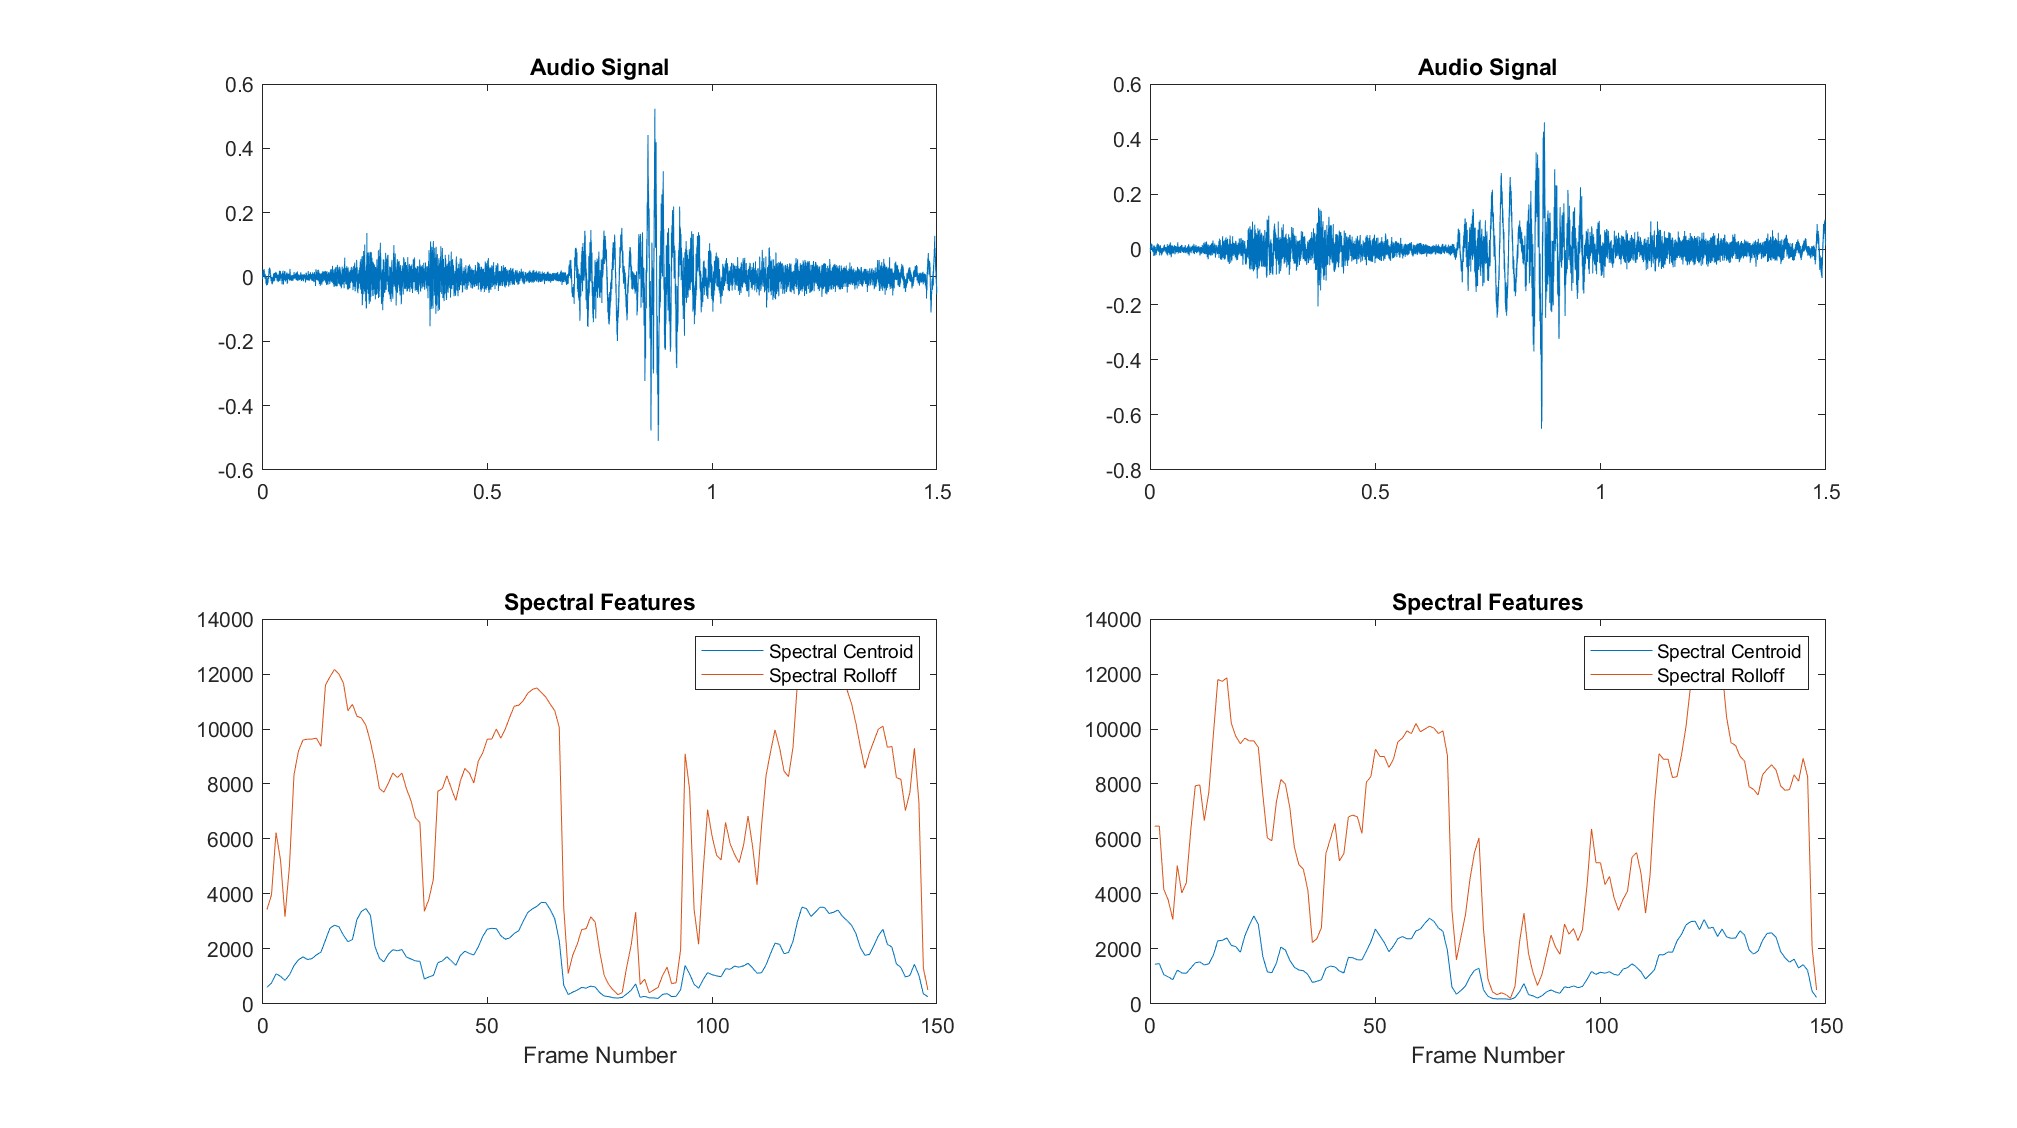 Audio Signal
0.6
0.4
0.2
0
-0.2
-0.4
-0.6
0 0.5 1 1.5
Audio Signal
0.6
0.4
0.2
0
-0.2
-0.4
-0.6
-0.8
0 0.5 1 1.5
Spectral Features
14000
12000
10000
8000
6000
4000
2000
0
Spectral Centroid
Spectral Rolloff
0 50 100 150
Frame Number
Spectral Features
14000
12000
10000
8000
6000
4000
2000
0
Spectral Centroid
Spectral Rolloff
0 50 100 150
Frame Number